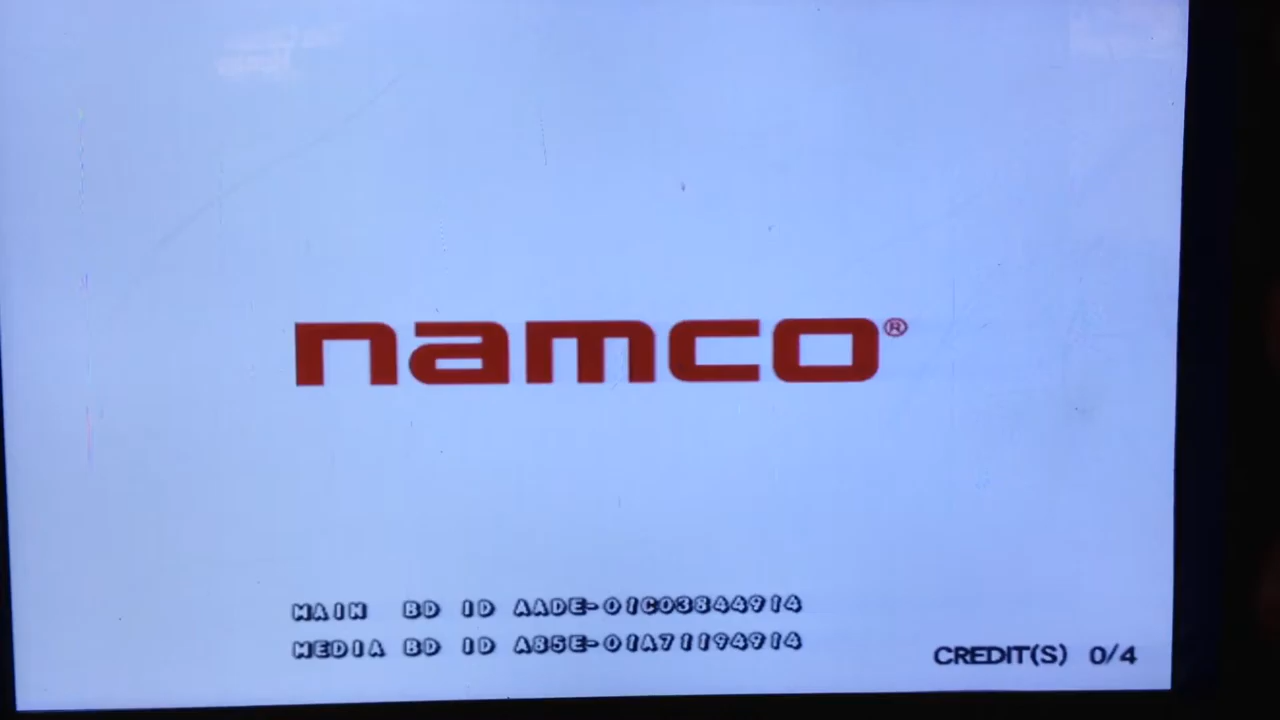 namco®
MAIN BD ID AADE-01C03844914
MEDIA BD ID A85E-01A71194914
CREDIT(S) 0/4